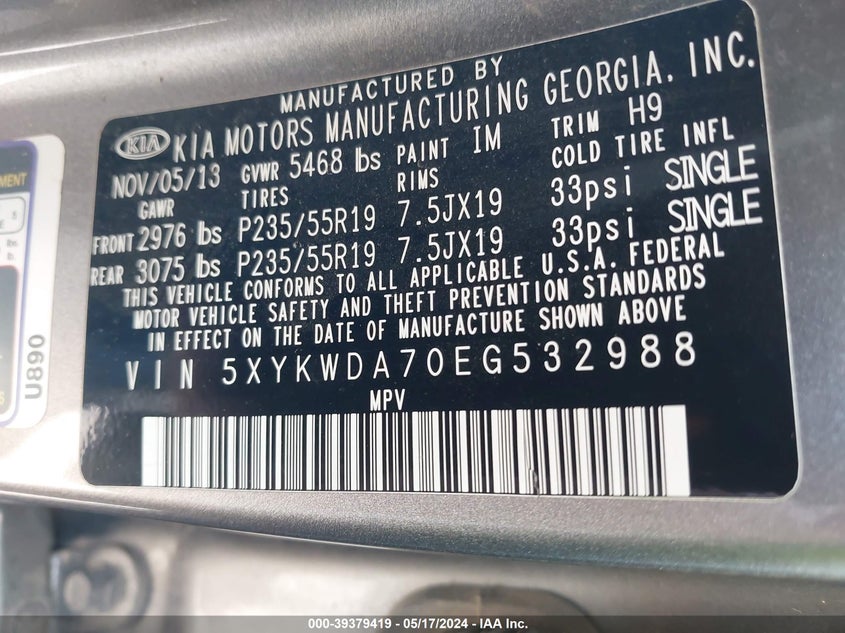 MANUFACTURED BY
KIA KIA MOTORS MANUFACTURING GEORGIA, INC.
NOV/05/13 GVWR 5468 lbs PAINT IM TRIM H9
GAWR TIRES RIMS COLD TIRE INFL
FRONT 2976 lbs P235/55R19 7.5JX19 33psi SINGLE
REAR 3075 lbs P235/55R19 7.5JX19 33psi SINGLE
THIS VEHICLE CONFORMS TO ALL APPLICABLE U.S.A. FEDERAL
MOTOR VEHICLE SAFETY AND THEFT PREVENTION STANDARDS
IN EFFECT ON THE DATE OF MANUFACTURE SHOWN ABOVE
VIN 5XYKWDA70EG532988
MPV
U890
000-39379419 - 05/17/2024 - IAA Inc.